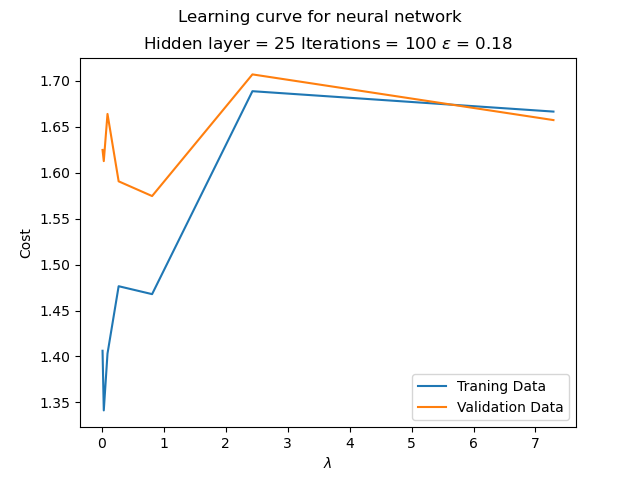 Learning curve for neural network
Hidden layer = 25 Iterations = 100 ε = 0.18
1.70
1.65
1.60
1.55
1.50
1.45
1.40
1.35
Cost
0 1 2 3 4 5 6 7
λ
Traning Data
Validation Data